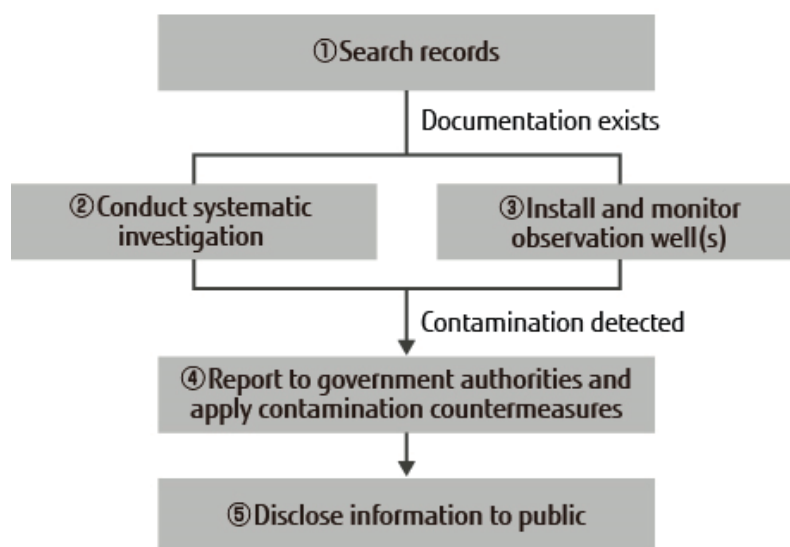 ①Search records
Documentation exists
②Conduct systematic
investigation
③Install and monitor
observation well(s)
Contamination detected
④Report to government authorities and
apply contamination countermeasures
⑤Disclose information to public